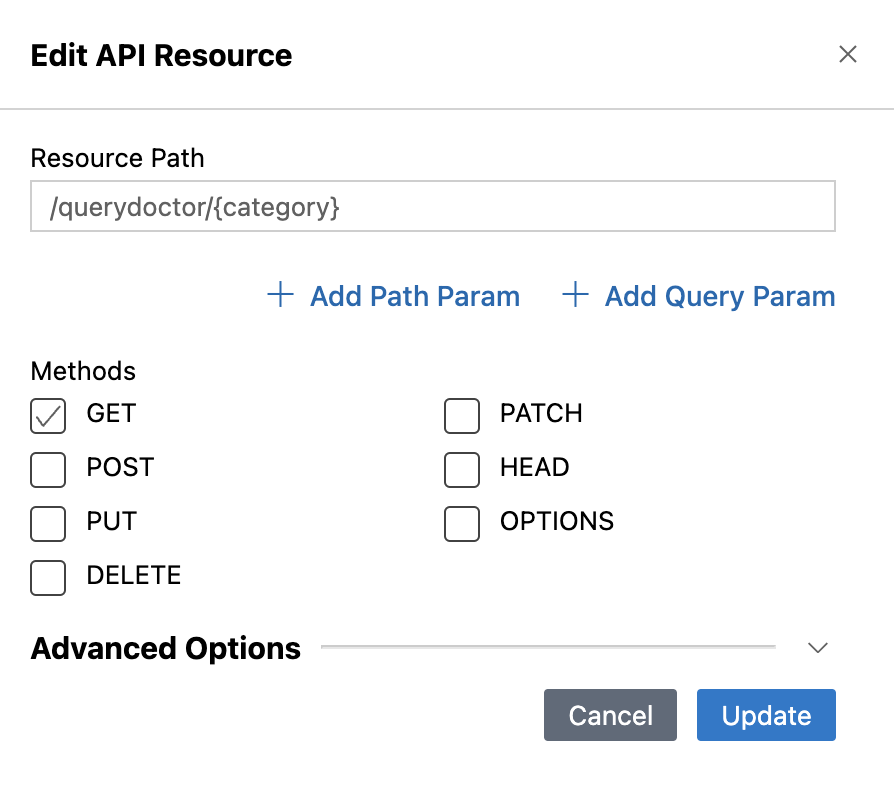 Edit API Resource
Resource Path
/querydoctor/{category}
Add Path Param
Add Query Param
Methods
GET
PATCH
POST
HEAD
PUT
OPTIONS
DELETE
Advanced Options
Cancel
Update